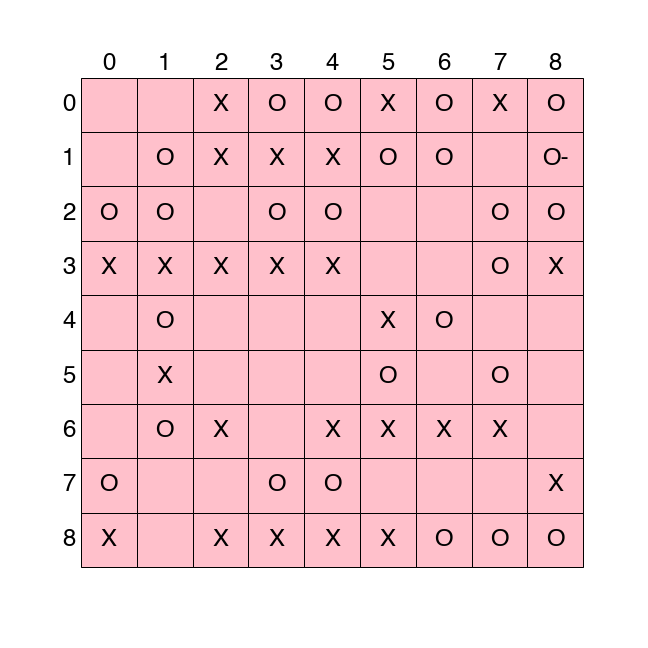 0 1 2 3 4 5 6 7 8
0 X O O X O X O
1 O X X X O O O-
2 O O O O O O
3 X X X X X O X
4 O X O
5 X O O
6 O X X X X X
7 O O O X
8 X X X X X O O O